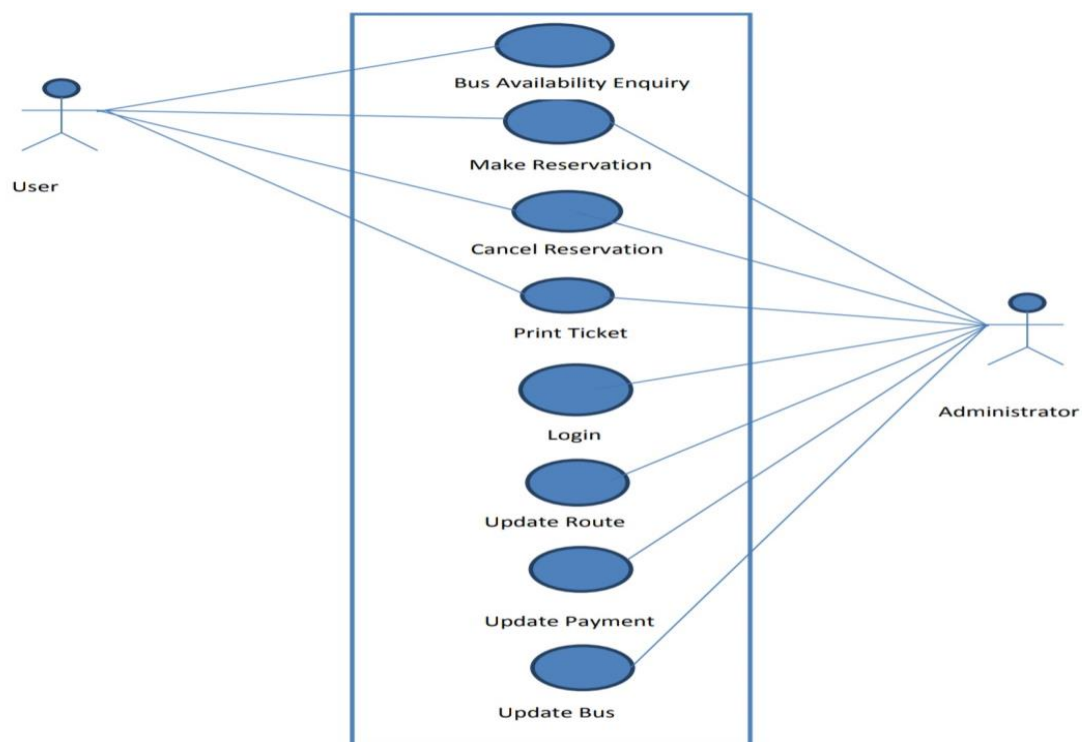 Bus Availability Enquiry
Make Reservation
User
Cancel Reservation
Print Ticket
Administrator
Login
Update Route
Update Payment
Update Bus